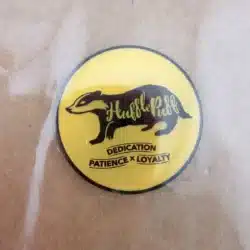 HufflePuff
DEDICATION
PATIENCE × LOYALTY